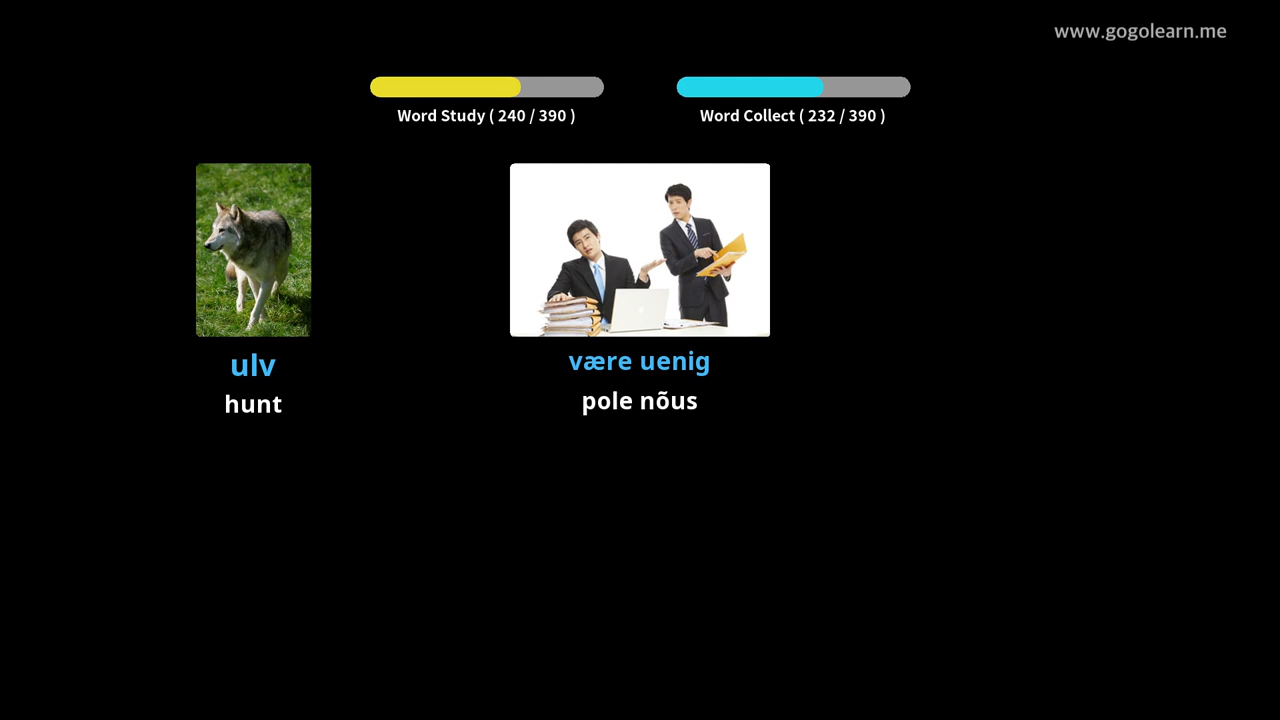 www.gogolearn.me
Word Study ( 240 / 390 )
Word Collect ( 232 / 390 )
ulv
hunt
være uenig
pole nõus